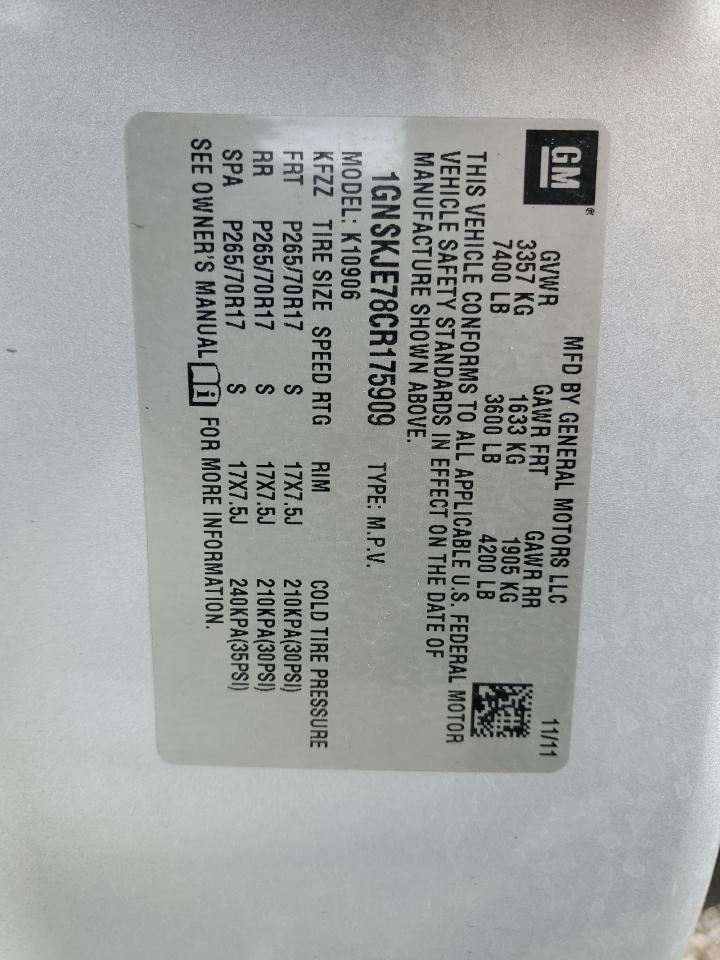 GM®
MFD BY GENERAL MOTORS LLC 11/11
GVWR GAWR FRT GAWR RR
3357 KG 1633 KG 1905 KG
7400 LB 3600 LB 4200 LB
THIS VEHICLE CONFORMS TO ALL APPLICABLE U.S. FEDERAL MOTOR
VEHICLE SAFETY STANDARDS IN EFFECT ON THE DATE OF
MANUFACTURE SHOWN ABOVE.
1GNSKJE78CR175909 TYPE: M.P.V.
MODEL: K10906
KFZZ TIRE SIZE SPEED RTG RIM COLD TIRE PRESSURE
FRT P265/70R17 S 17X7.5J 210KPA(30PSI)
RR P265/70R17 S 17X7.5J 210KPA(30PSI)
SPA P265/70R17 S 17X7.5J 240KPA(35PSI)
SEE OWNER'S MANUAL i FOR MORE INFORMATION.